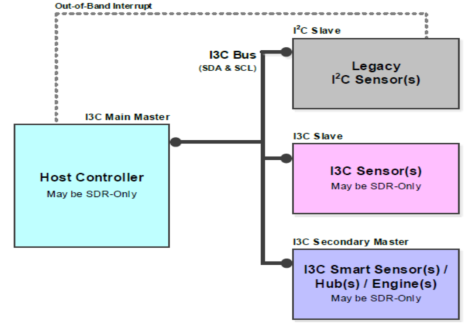 Out-of-Band Interrupt
I²C Slave
I3C Bus
(SDA & SCL)
Legacy
I²C Sensor(s)
I3C Main Master
Host Controller
May be SDR-Only
I3C Slave
I3C Sensor(s)
May be SDR-Only
I3C Secondary Master
I3C Smart Sensor(s) /
Hub(s) / Engine(s)
May be SDR-Only